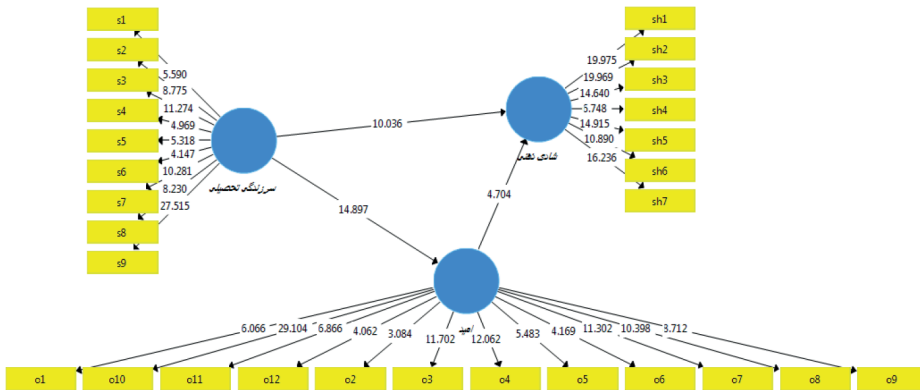 s1
s2
s3
s4
s5
s6
s7
s8
s9
5.590
8.775
11.274
4.969
5.318
4.147
10.281
8.230
27.515
سرزندگی تحصیلی
10.036
14.897
4.704
شادی ذهنی
sh1
sh2
sh3
sh4
sh5
sh6
sh7
19.975
19.969
14.640
5.748
14.915
10.890
16.236
امید
6.066
29.104
6.866
4.062
3.084
11.702
12.062
5.483
4.169
11.302
10.398
3.712
o1
o10
o11
o12
o2
o3
o4
o5
o6
o7
o8
o9